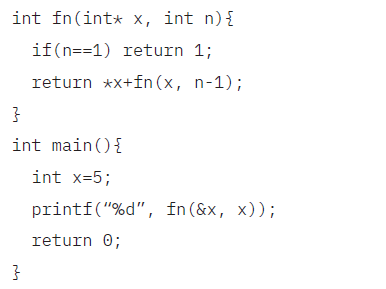 int fn(int* x, int n){
if(n==1) return 1;
return *x+fn(x, n-1);
}
int main(){
int x=5;
printf(“%d”, fn(&x, x));
return 0;
}